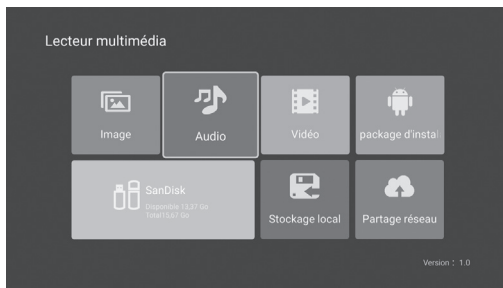 Lecteur multimédia
Image
Audio
Vidéo
package d'instal
SanDisk
Disponible 13,37 Go
Total15,67 Go
Stockage local
Partage réseau
Version : 1.0